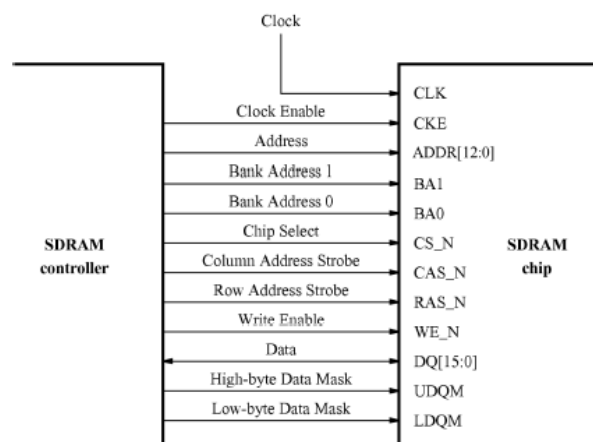 Clock
CLK
Clock Enable
CKE
Address
ADDR[12:0]
Bank Address 1
BA1
Bank Address 0
BA0
Chip Select
CS_N
SDRAM
controller
SDRAM
chip
Column Address Strobe
CAS_N
Row Address Strobe
RAS_N
Write Enable
WE_N
Data
DQ[15:0]
High-byte Data Mask
UDQM
Low-byte Data Mask
LDQM